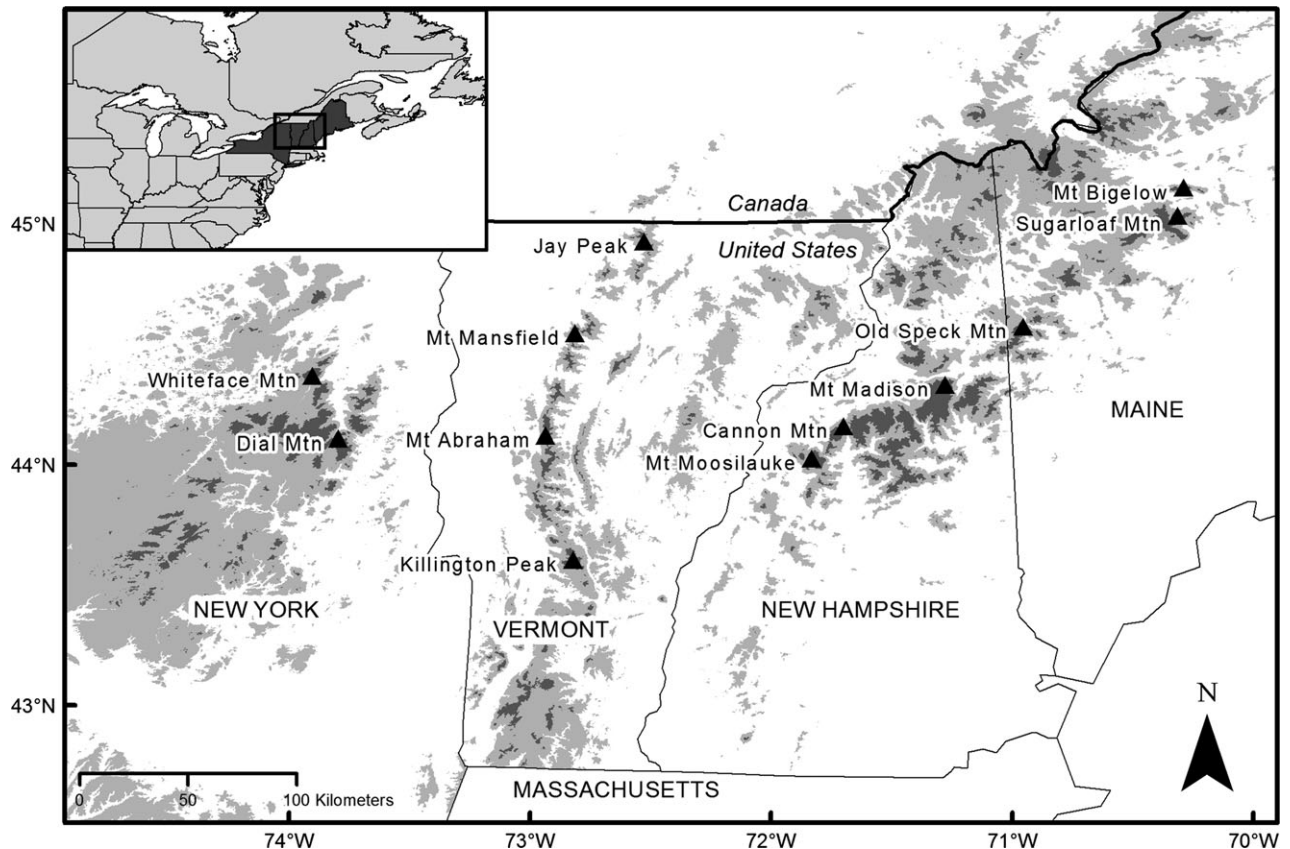 Canada
United States
45°N
Mt Bigelow
Sugarloaf Mtn
Jay Peak
Mt Mansfield
Old Speck Mtn
Whiteface Mtn
Mt Madison
MAINE
Dial Mtn
Mt Abraham
Cannon Mtn
Mt Moosilauke
44°N
Killington Peak
NEW YORK
VERMONT
NEW HAMPSHIRE
43°N
N
MASSACHUSETTS
0 50 100 Kilometers
74°W 73°W 72°W 71°W 70°W